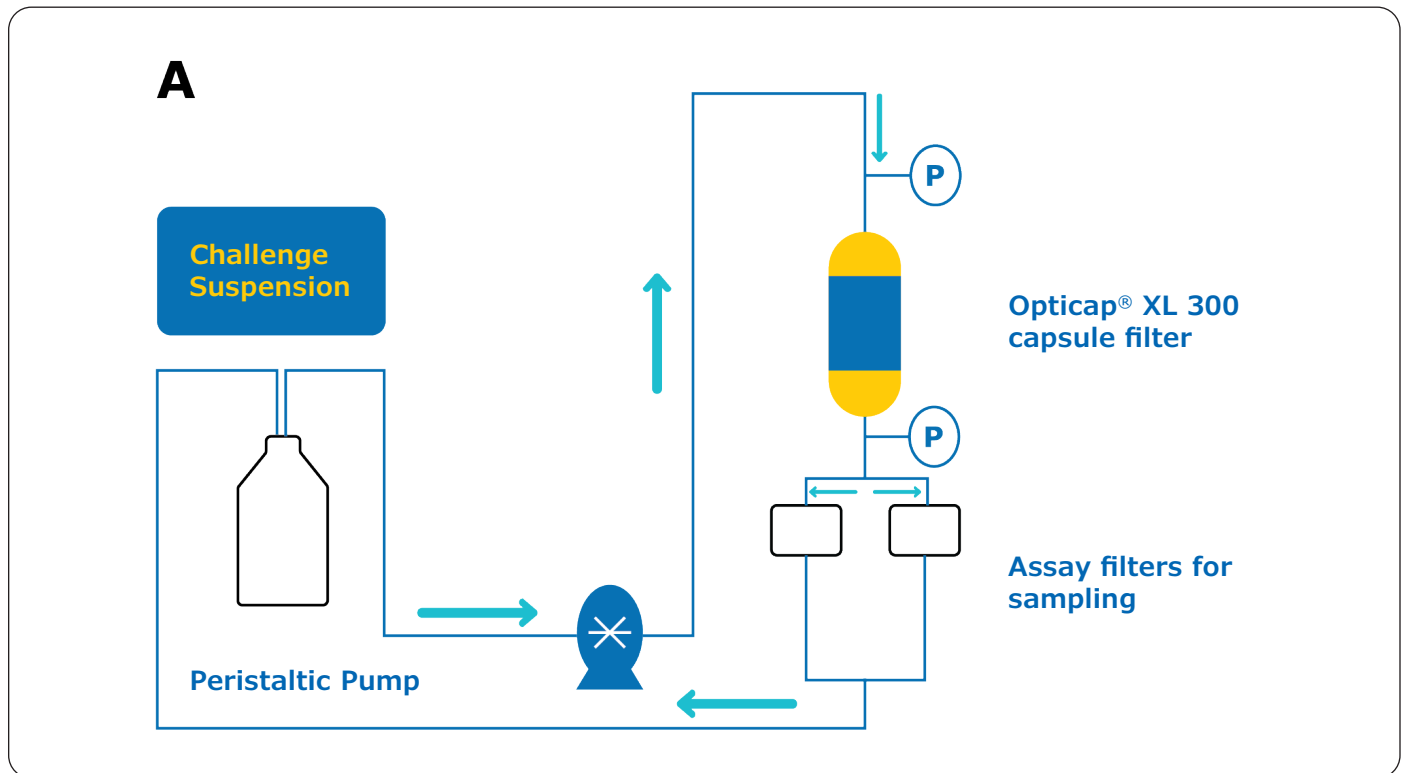 A
Challenge
Suspension
P
Opticap® XL 300
capsule filter
P
Assay filters for
sampling
Peristaltic Pump